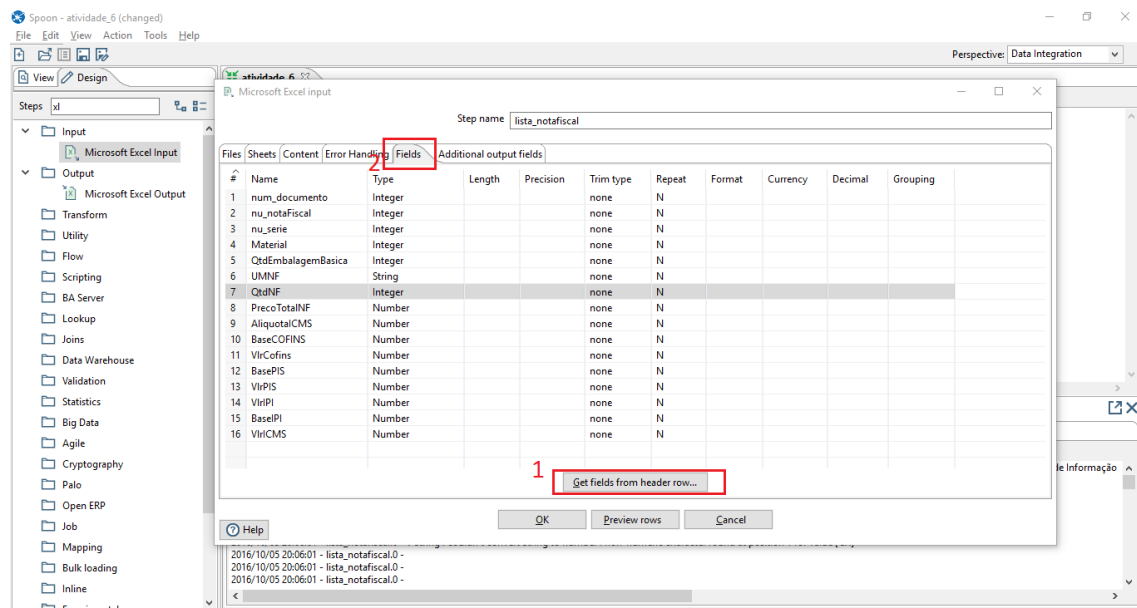 Spoon - atividade_6 (changed)
File Edit View Action Tools Help
Perspective: Data Integration
View Design
atividade_6
Steps xl
Input
Microsoft Excel Input
Output
Microsoft Excel Output
Transform
Utility
Flow
Scripting
BA Server
Lookup
Joins
Data Warehouse
Validation
Statistics
Big Data
Agile
Cryptography
Palo
Open ERP
Job
Mapping
Bulk loading
Inline
Microsoft Excel input
Step name lista_notafiscal
Files Sheets Content Error Handling Fields Additional output fields
2
# Name Type Length Precision Trim type Repeat Format Currency Decimal Grouping
1 num_documento Integer none N
2 nu_notaFiscal Integer none N
3 nu_serie Integer none N
4 Material Integer none N
5 QtdEmbalagemBasica Integer none N
6 UMNF String none N
7 QtdNF Integer none N
8 PrecoTotalNF Number none N
9 AliquotaICMS Number none N
10 BaseCOFINS Number none N
11 VlrCofins Number none N
12 BasePIS Number none N
13 VlrPIS Number none N
14 VlrIPI Number none N
15 BaseIPI Number none N
16 VlrICMS Number none N
1
Get fields from header row...
OK Preview rows Cancel
Help
de Informação
2016/10/05 20:06:01 - lista_notafiscal.0 -
2016/10/05 20:06:01 - lista_notafiscal.0 -
2016/10/05 20:06:01 - lista_notafiscal.0 -